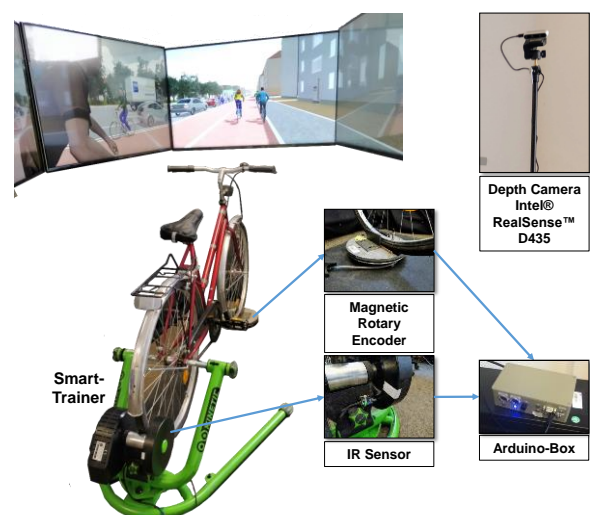 Depth Camera
Intel®
RealSense™
D435
Magnetic
Rotary
Encoder
Smart-
Trainer
IR Sensor
Arduino-Box